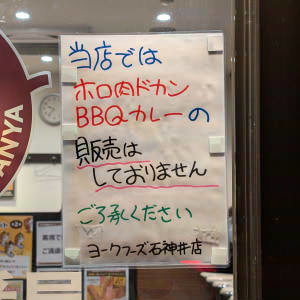 当店では
ホロ肉ドカン
BBQカレーの
販売は
しておりません
ご了承ください
ヨークフーズ石神井店
ANYA